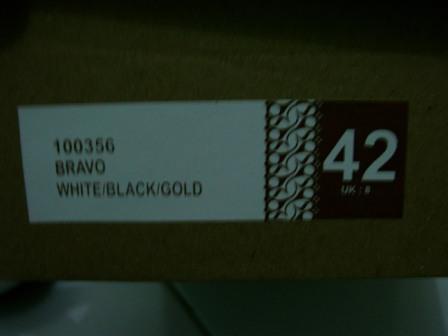 100356
BRAVO
WHITE/BLACK/GOLD
42
UK : 8